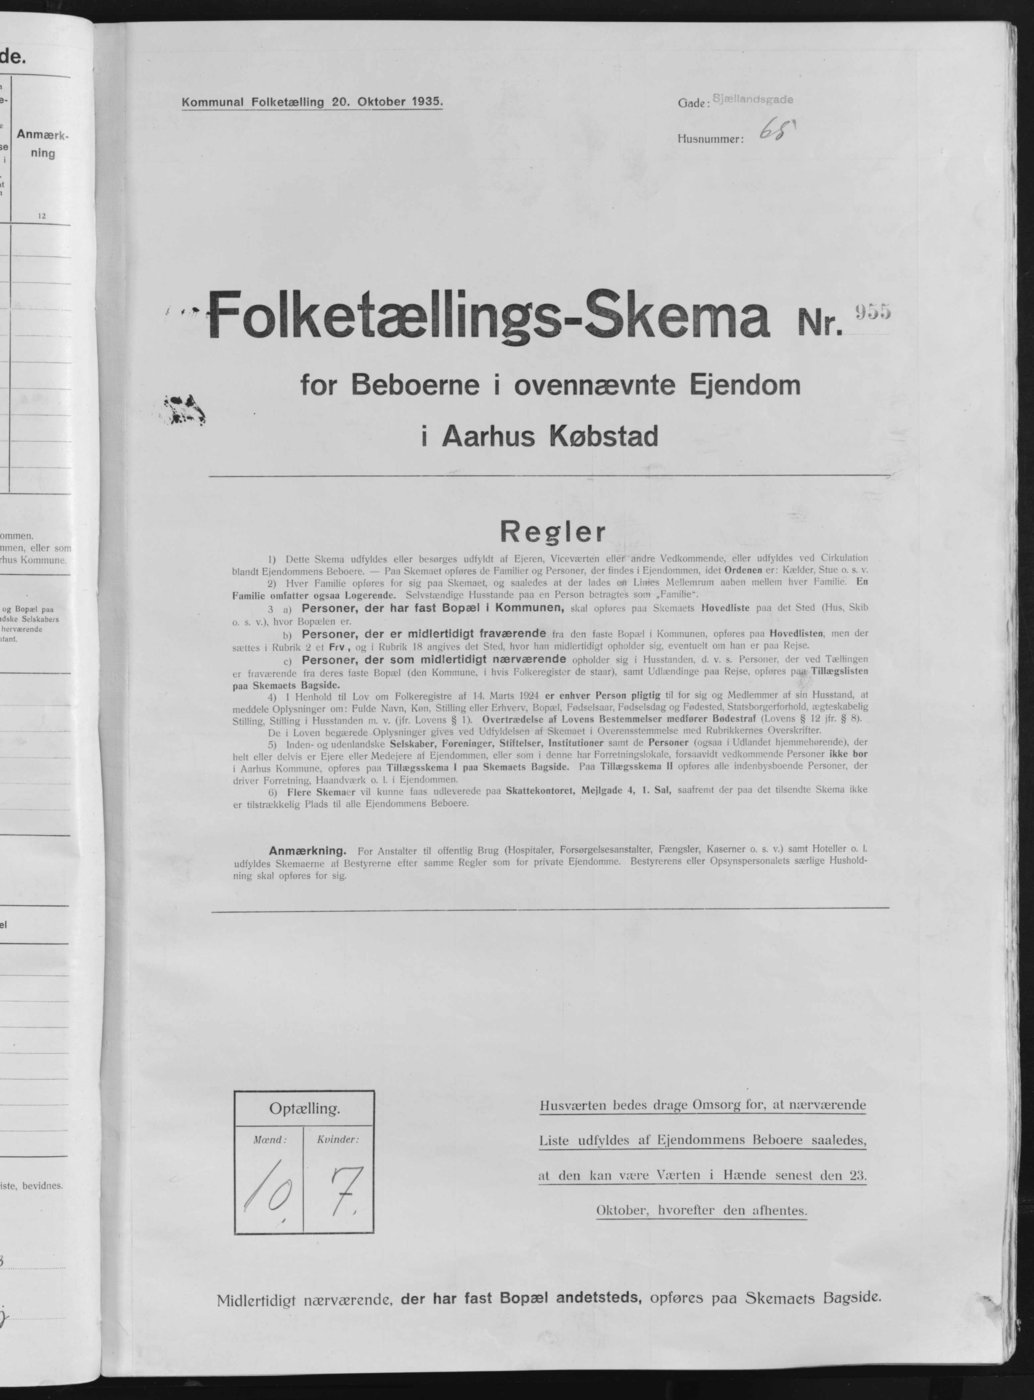 de.
Anmærk-
ning
12
ommen.
mmen, eller som
rhus Kommune.
og Bopæl paa
ndske Selskabers
herværende
el
iste, bevidnes.
Kommunal Folketælling 20. Oktober 1935.
Gade: Sjællandsgade
Husnummer: 65
Folketællings-Skema Nr. 955
for Beboerne i ovennævnte Ejendom
i Aarhus Købstad
Regler
1) Dette Skema udfyldes eller besørges udfyldt af Ejeren, Viceværten eller andre Vedkommende, eller udfyldes ved Cirkulation
blandt Ejendommens Beboere. — Paa Skemaet opføres de Familier og Personer, der findes i Ejendommen, idet Ordenen er: Kælder, Stue o. s. v.
2) Hver Familie opføres for sig paa Skemaet, og saaledes at der lades en Linies Mellemrum aaben mellem hver Familie. En
Familie omfatter ogsaa Logerende. Selvstændige Husstande paa en Person betragtes som „Familie“.
3 a) Personer, der har fast Bopæl i Kommunen, skal opføres paa Skemaets Hovedliste paa det Sted (Hus, Skib
o. s. v.), hvor Bopælen er.
b) Personer, der er midlertidigt fraværende fra den faste Bopæl i Kommunen, opføres paa Hovedlisten, men der
sættes i Rubrik 2 et Frv., og i Rubrik 18 angives det Sted, hvor han midlertidigt opholder sig, eventuelt om han er paa Rejse.
c) Personer, der som midlertidigt nærværende opholder sig i Husstanden, d. v. s. Personer, der ved Tællingen
er fraværende fra deres faste Bopæl (den Kommune, i hvis Folkeregister de staar), samt Udlændinge paa Rejse, opføres paa Tillægslisten
paa Skemaets Bagside.
4) I Henhold til Lov om Folkeregistre af 14. Marts 1924 er enhver Person pligtig til for sig og Medlemmer af sin Husstand, at
meddele Oplysninger om: Fulde Navn, Køn, Stilling eller Erhverv, Bopæl, Fødselsaar, Fødselsdag og Fødested, Statsborgerforhold, ægteskabelig
Stilling, Stilling i Husstanden m. v. (jfr. Lovens § 1). Overtrædelse af Lovens Bestemmelser medfører Bødestraf (Lovens § 12 jfr. § 8).
De i Loven begærede Oplysninger gives ved Udfyldelsen af Skemaet i Overensstemmelse med Rubrikkernes Overskrifter.
5) Inden- og udenlandske Selskaber, Foreninger, Stiftelser, Institutioner samt de Personer (ogsaa i Udlandet hjemmehørende), der
helt eller delvis er Ejere eller Medejere af Ejendommen, eller som i denne har Forretningslokale, forsaavidt vedkommende Personer ikke bor
i Aarhus Kommune, opføres paa Tillægsskema I paa Skemaets Bagside. Paa Tillægsskema II opføres alle indenbysboende Personer, der
driver Forretning, Haandværk o. l. i Ejendommen.
6) Flere Skemaer vil kunne faas udleverede paa Skattekontoret, Mejlgade 4, 1. Sal, saafremt der paa det tilsendte Skema ikke
er tilstrækkelig Plads til alle Ejendommens Beboere.
Anmærkning. For Anstalter til offentlig Brug (Hospitaler, Forsørgelsesanstalter, Fængsler, Kaserner o. s. v.) samt Hoteller o. l.
udfyldes Skemaerne af Bestyrerne efter samme Regler som for private Ejendomme. Bestyrerens eller Opsynspersonalets særlige Hushold-
ning skal opføres for sig.
Optælling.
Mænd: Kvinder:
10. 7.
Husværten bedes drage Omsorg for, at nærværende
Liste udfyldes af Ejendommens Beboere saaledes,
at den kan være Værten i Hænde senest den 23.
Oktober, hvorefter den afhentes.
Midlertidigt nærværende, der har fast Bopæl andetsteds, opføres paa Skemaets Bagside.